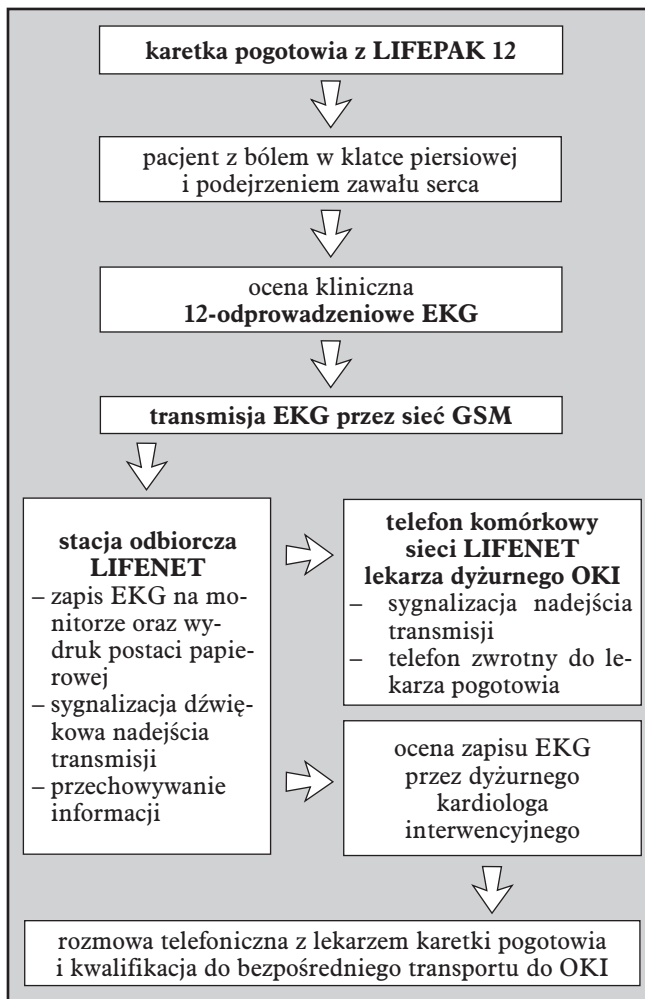 karetka pogotowia z LIFEPAK 12
pacjent z bólem w klatce piersiowej
i podejrzeniem zawału serca
ocena kliniczna
12-odprowadzeniowe EKG
transmisja EKG przez sieć GSM
stacja odbiorcza
LIFENET
– zapis EKG na mo-
nitorze oraz wy-
druk postaci papie-
rowej
– sygnalizacja dźwię-
kowa nadejścia
transmisji
– przechowywanie
informacji
telefon komórkowy
sieci LIFENET
lekarza dyżurnego OKI
– sygnalizacja nadejścia
transmisji
– telefon zwrotny do le-
karza pogotowia
ocena zapisu EKG
przez dyżurnego
kardiologa
interwencyjnego
rozmowa telefoniczna z lekarzem karetki pogotowia
i kwalifikacja do bezpośredniego transportu do OKI